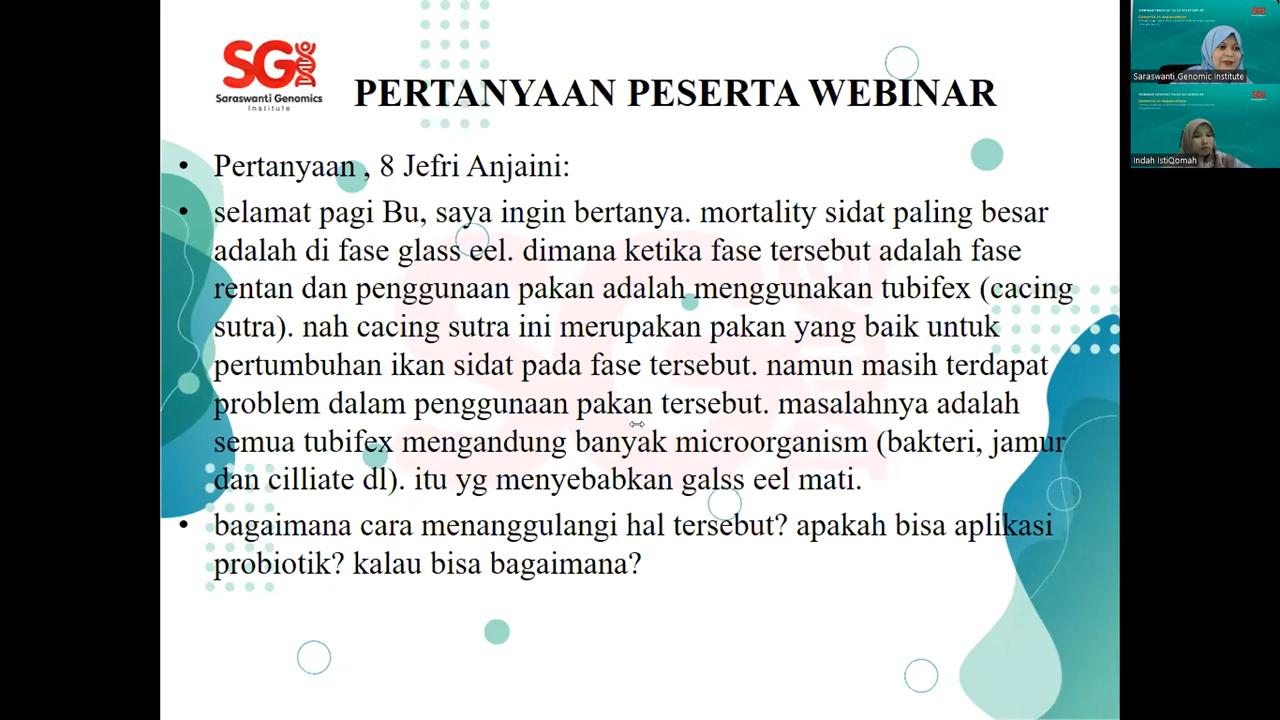 SG
Saraswanti Genomics
Institute
PERTANYAAN PESERTA WEBINAR
• Pertanyaan , 8 Jefri Anjaini:
• selamat pagi Bu, saya ingin bertanya. mortality sidat paling besar
adalah di fase glass eel. dimana ketika fase tersebut adalah fase
rentan dan penggunaan pakan adalah menggunakan tubifex (cacing
sutra). nah cacing sutra ini merupakan pakan yang baik untuk
pertumbuhan ikan sidat pada fase tersebut. namun masih terdapat
problem dalam penggunaan pakan tersebut. masalahnya adalah
semua tubifex mengandung banyak microorganism (bakteri, jamur
dan cilliate dl). itu yg menyebabkan galss eel mati.
• bagaimana cara menanggulangi hal tersebut? apakah bisa aplikasi
probiotik? kalau bisa bagaimana?
Saraswanti Genomic Institute
Indah IstiQomah